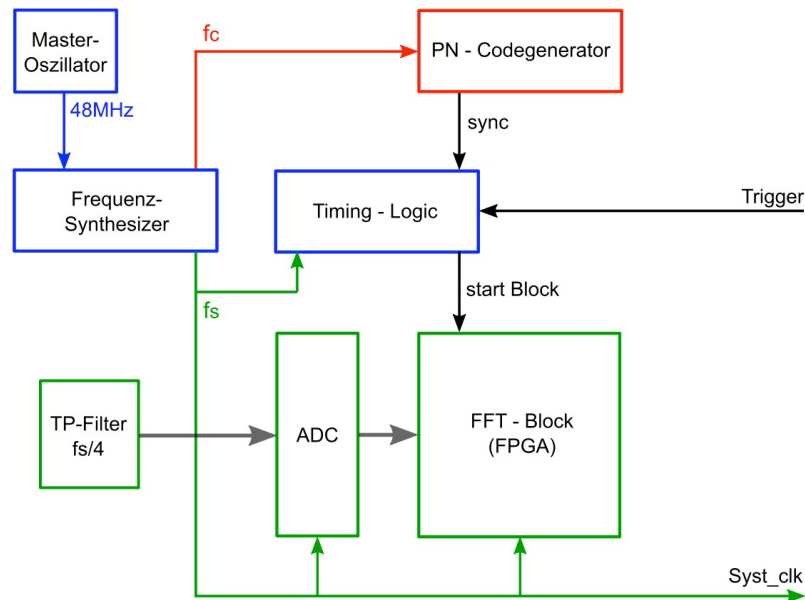 Master-
Oszillator
fc
PN - Codegenerator
48MHz
sync
Frequenz-
Synthesizer
Timing - Logic
Trigger
start Block
fs
TP-Filter
fs/4
ADC
FFT - Block
(FPGA)
Syst_clk